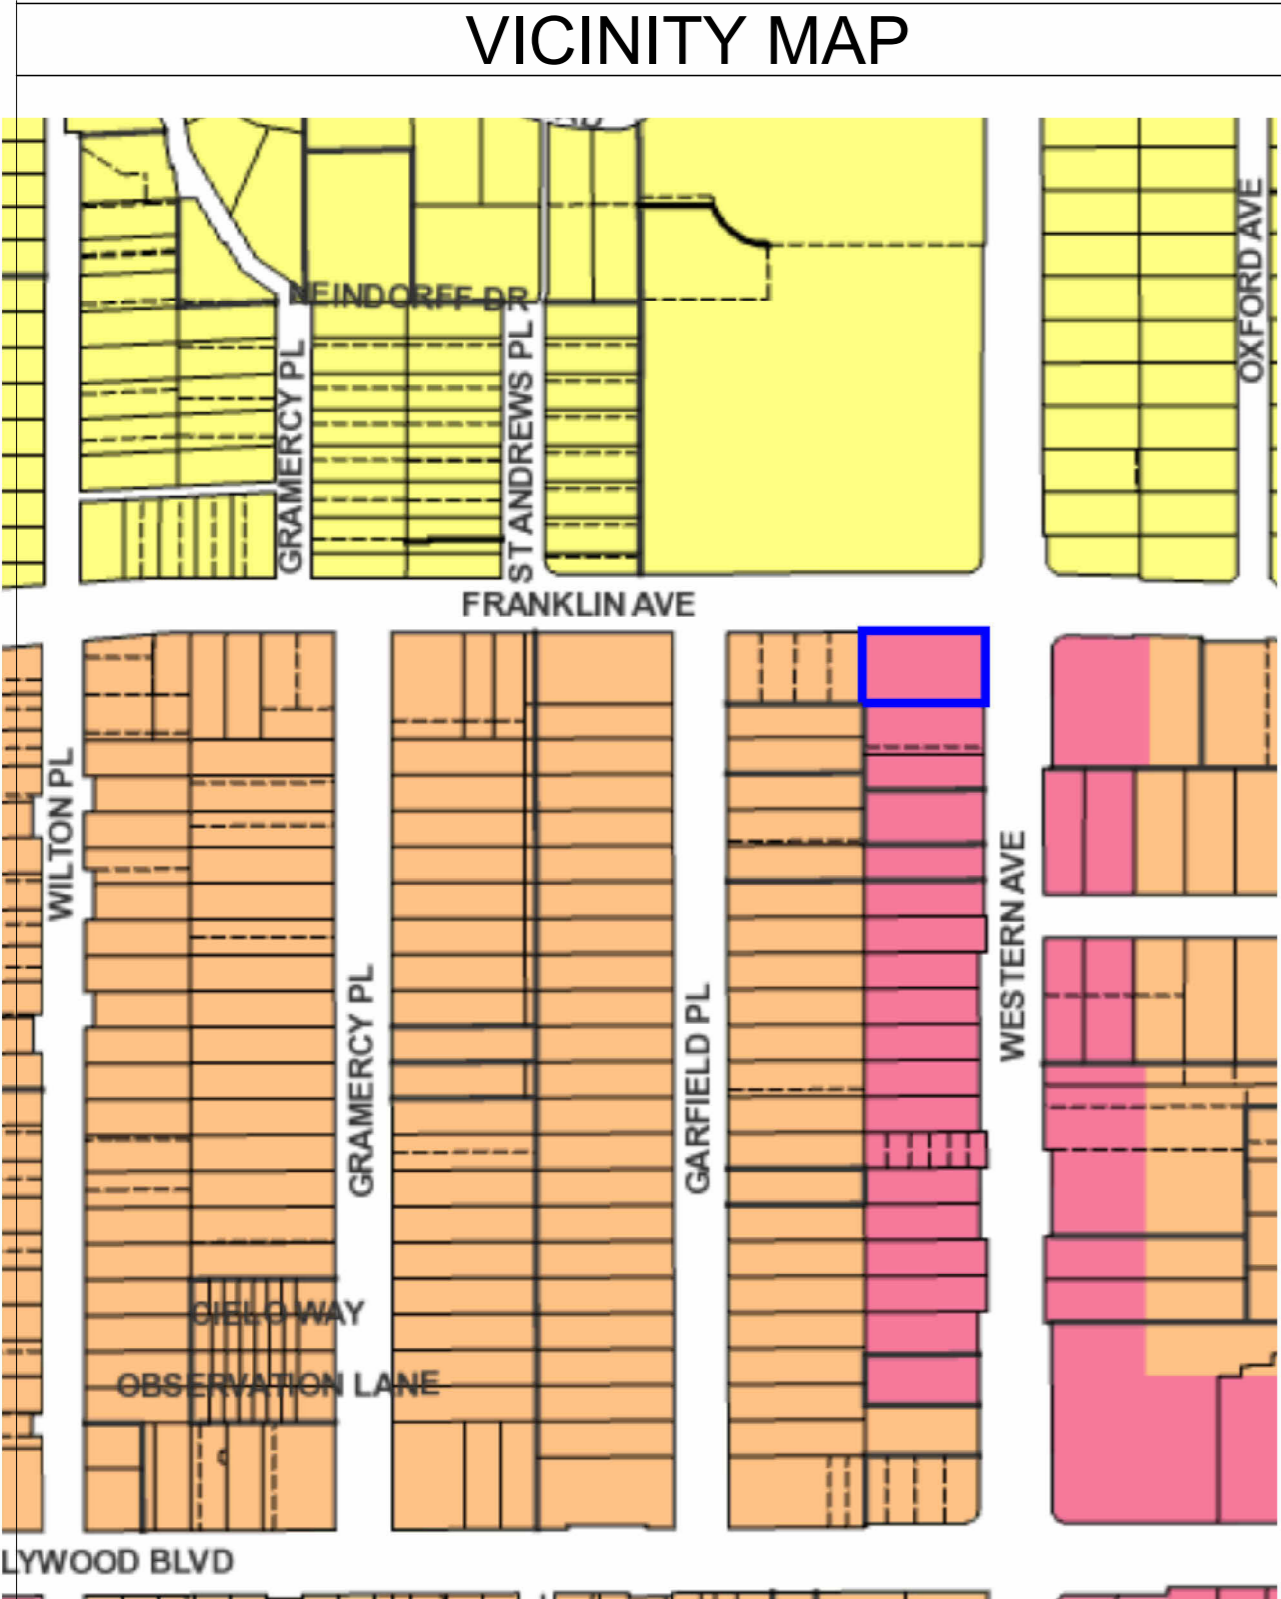 VICINITY MAP
OXFORD AVE
NEINDORFF DR
GRAMERCY PL
ST ANDREWS PL
FRANKLIN AVE
WILTON PL
WESTERN AVE
GRAMERCY PL
GARFIELD PL
CIELO WAY
OBSERVATION LANE
LYWOOD BLVD